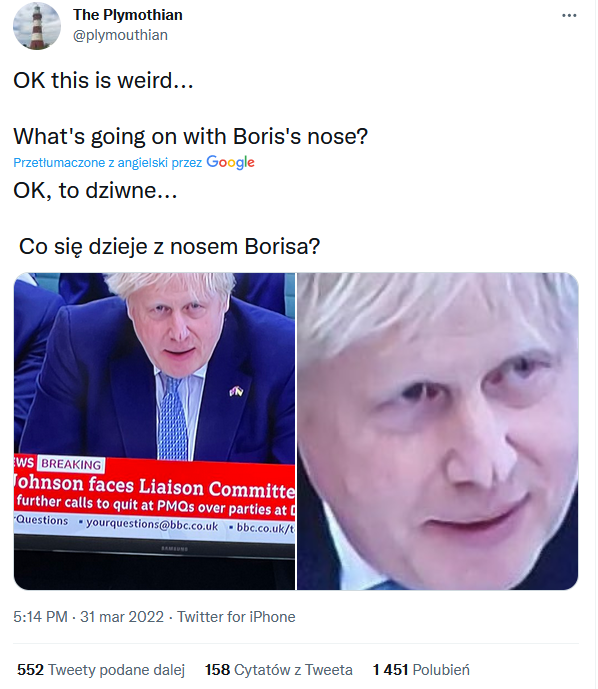 The Plymothian
@plymouthian
OK this is weird...
What's going on with Boris's nose?
Przetłumaczone z angielski przez Google
OK, to dziwne...
Co się dzieje z nosem Borisa?
WS BREAKING
Johnson faces Liaison Committe
further calls to quit at PMQs over parties at D
Questions • yourquestions@bbc.co.uk • bbc.co.uk/t
SAMSUNG
5:14 PM · 31 mar 2022 · Twitter for iPhone
552 Tweety podane dalej 158 Cytatów z Tweeta 1 451 Polubień